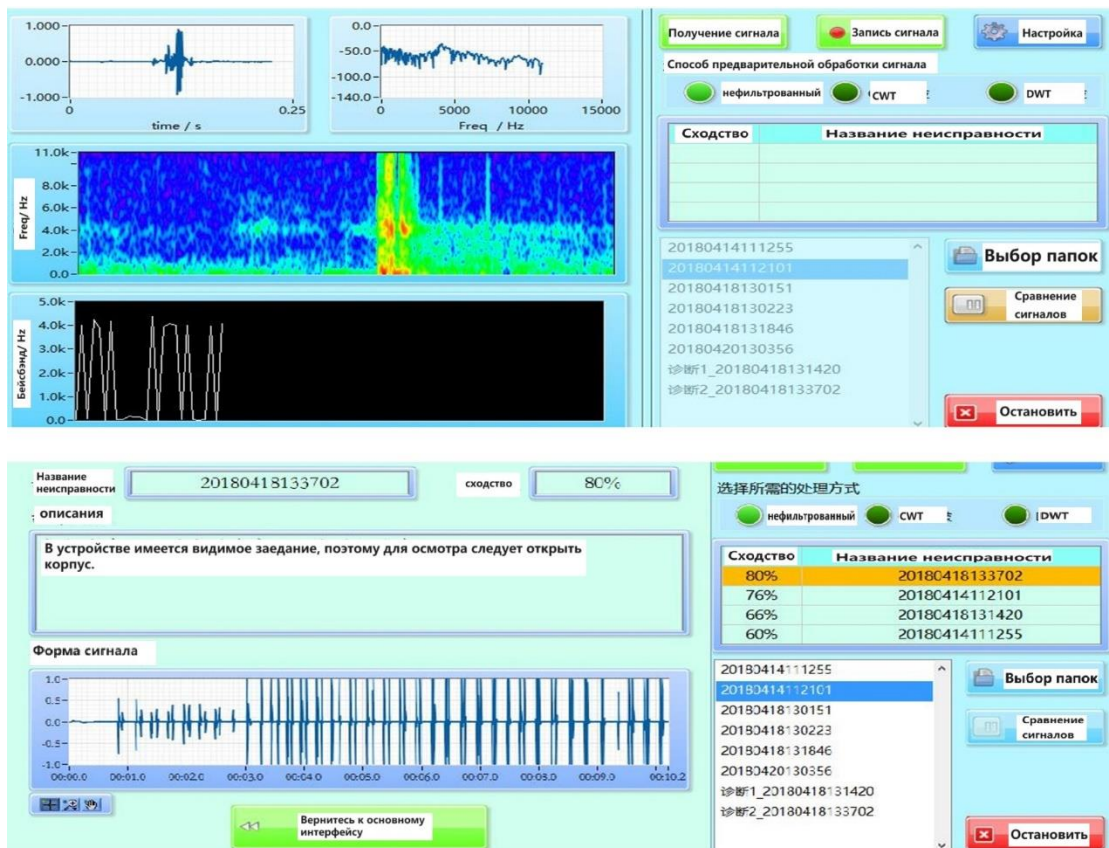 1.000
0.000
-1.000
0
0.25
time / s
0.0
-50.0
-100.0
-140.0
0
5000
10000
15000
Freq / Hz
11.0k
8.0k
6.0k
4.0k
2.0k
0.0
Freq/ Hz
5.0k
4.0k
3.0k
2.0k
1.0k
0.0
Бейсбэнд/ Hz
Получение сигнала
Запись сигнала
Настройка
Способ предварительной обработки сигнала
нефильтрованный
CWT
DWT
Сходство Название неисправности
20180414111255
20180414112101
20180418130151
20180418130223
20180418131846
20180420130356
诊断1_20180418131420
诊断2_20180418133702
Выбор папок
Сравнение
сигналов
Остановить
Название
неисправности
20180418133702
сходство
80%
описания
В устройстве имеется видимое заедание, поэтому для осмотра следует открыть
корпус.
Форма сигнала
1.0
0.5
0.0
-0.5
-1.0
00:00.0 00:01.0 00:02.0 00:03.0 00:04.0 00:05.0 00:06.0 00:07.0 00:08.0 00:09.0 00:10.2
Вернитесь к основному
интерфейсу
选择所需的处理方式
нефильтрованный
CWT
DWT
Сходство Название неисправности
80% 20180418133702
76% 20180414112101
66% 20180418131420
60% 20180414111255
20180414111255
20180414112101
20180418130151
20180418130223
20180418131846
20180420130356
诊断1_20180418131420
诊断2_20180418133702
Выбор папок
Сравнение
сигналов
Остановить